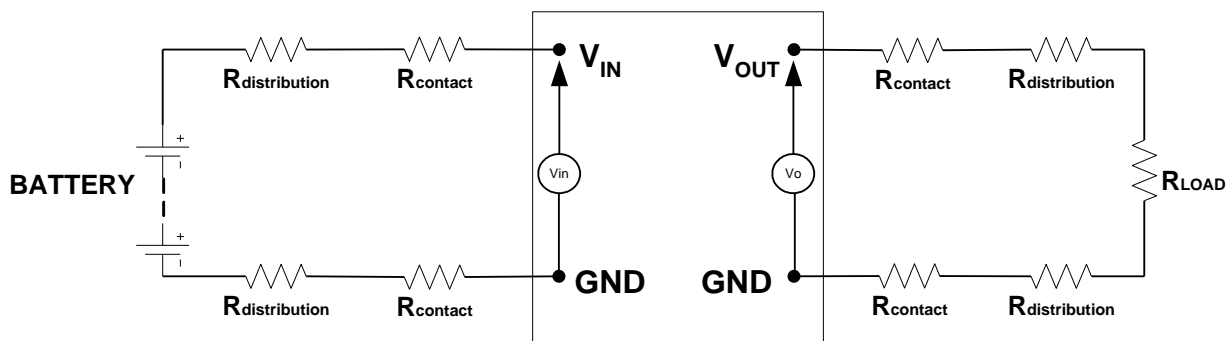 Rdistribution
Rcontact
VIN
VOUT
Rcontact
Rdistribution
+
-
BATTERY
Vin
Vo
RLOAD
+
-
GND
GND
Rdistribution
Rcontact
Rcontact
Rdistribution